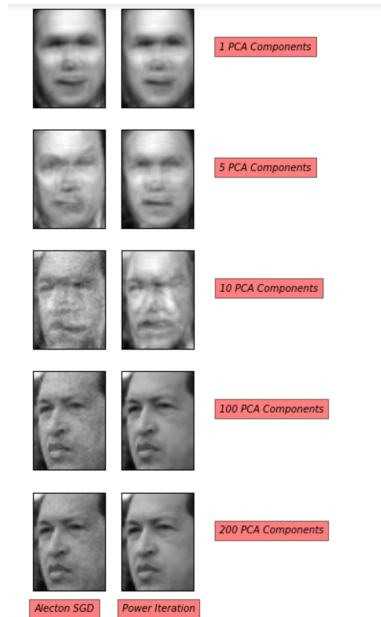 1 PCA Components
5 PCA Components
10 PCA Components
100 PCA Components
200 PCA Components
Alecton SGD
Power Iteration